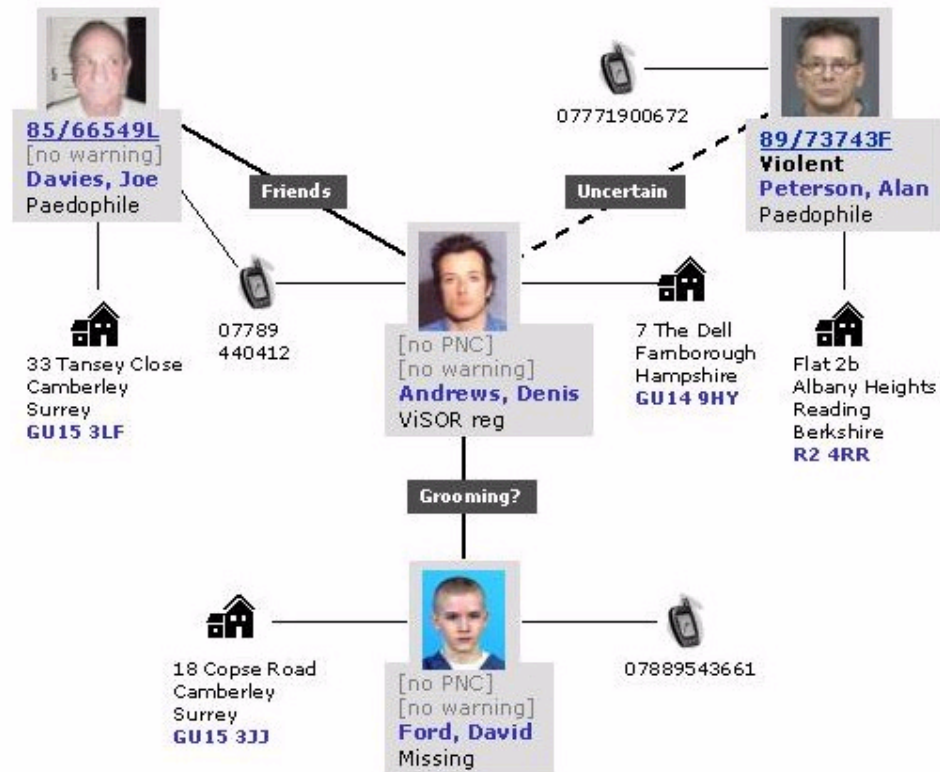 85/66549L
[no warning]
Davies, Joe
Paedophile
07771900672
89/73743F
Violent
Peterson, Alan
Paedophile
Friends
Uncertain
33 Tansey Close
Camberley
Surrey
GU15 3LF
07789
440412
[no PNC]
[no warning]
Andrews, Denis
ViSOR reg
7 The Dell
Farnborough
Hampshire
GU14 9HY
Flat 2b
Albany Heights
Reading
Berkshire
R2 4RR
Grooming?
18 Copse Road
Camberley
Surrey
GU15 3JJ
[no PNC]
[no warning]
Ford, David
Missing
07889543661